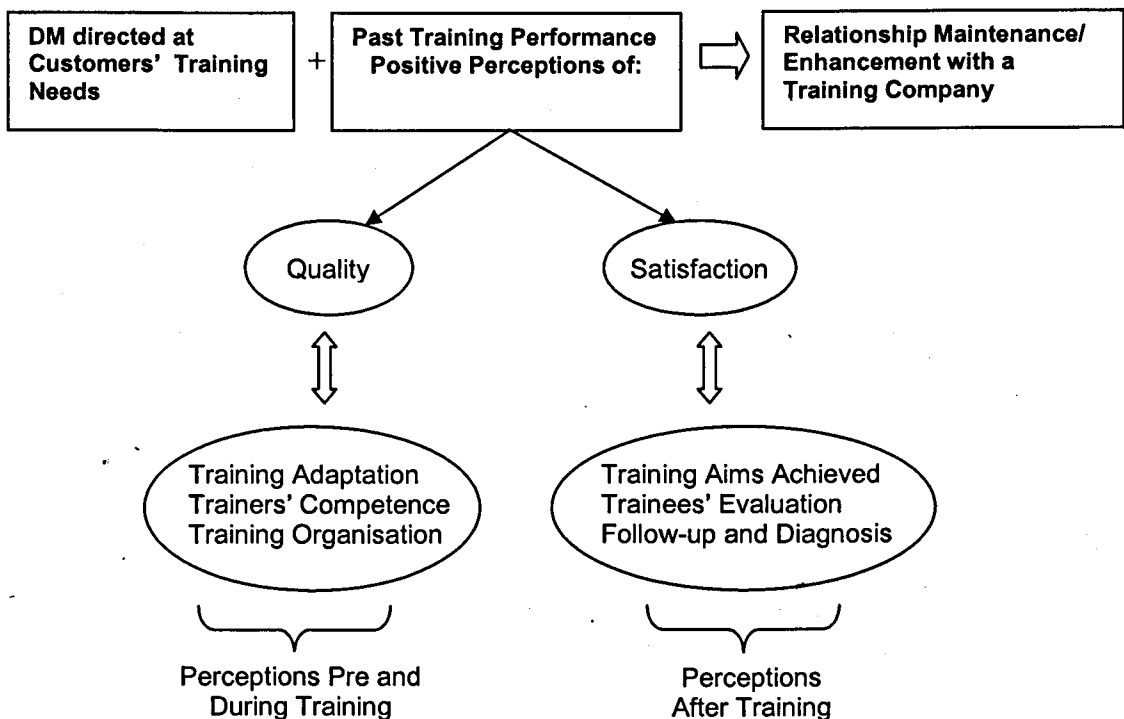 DM directed at
Customers' Training
Needs
+
Past Training Performance
Positive Perceptions of:
Relationship Maintenance/
Enhancement with a
Training Company
Quality
Satisfaction
Training Adaptation
Trainers' Competence
Training Organisation
Training Aims Achieved
Trainees' Evaluation
Follow-up and Diagnosis
Perceptions Pre and
During Training
Perceptions
After Training